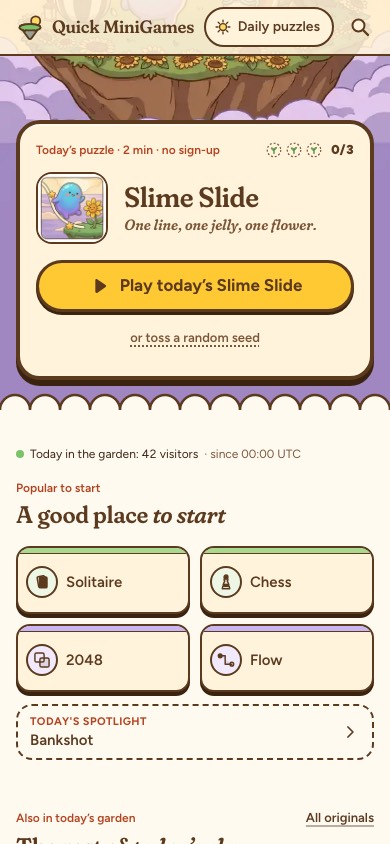 Quick MiniGames
Daily puzzles
Today's puzzle · 2 min · no sign-up
0/3
Slime Slide
One line, one jelly, one flower.
Play today's Slime Slide
or toss a random seed
Today in the garden: 42 visitors · since 00:00 UTC
Popular to start
A good place to start
Solitaire
Chess
2048
Flow
TODAY'S SPOTLIGHT
Bankshot
Also in today's garden
All originals